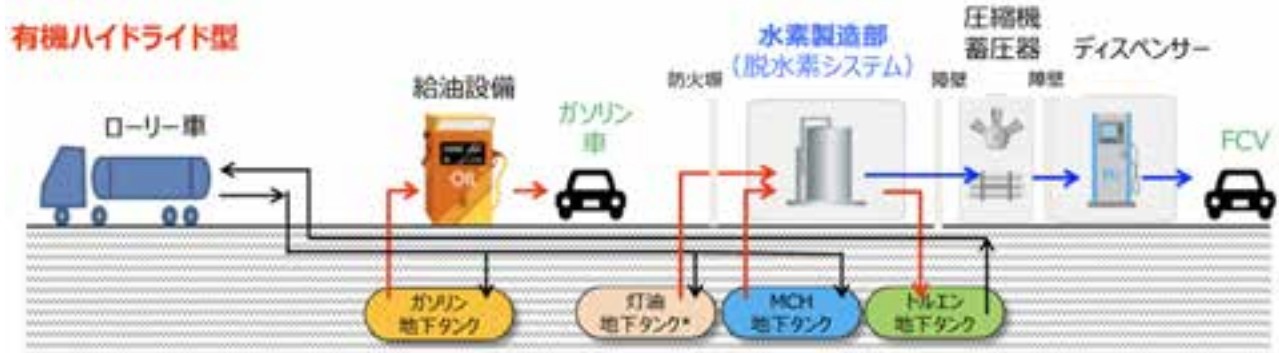 有機ハイドライド型
ローリー車
給油設備
OIL
ガソリン
車
防火塀
水素製造部
(脱水素システム)
障壁
圧縮機
蓄圧器
障壁
ディスペンサー
H₂
FCV
ガソリン
地下タンク
灯油
地下タンク*
MCH
地下タンク
トルエン
地下タンク